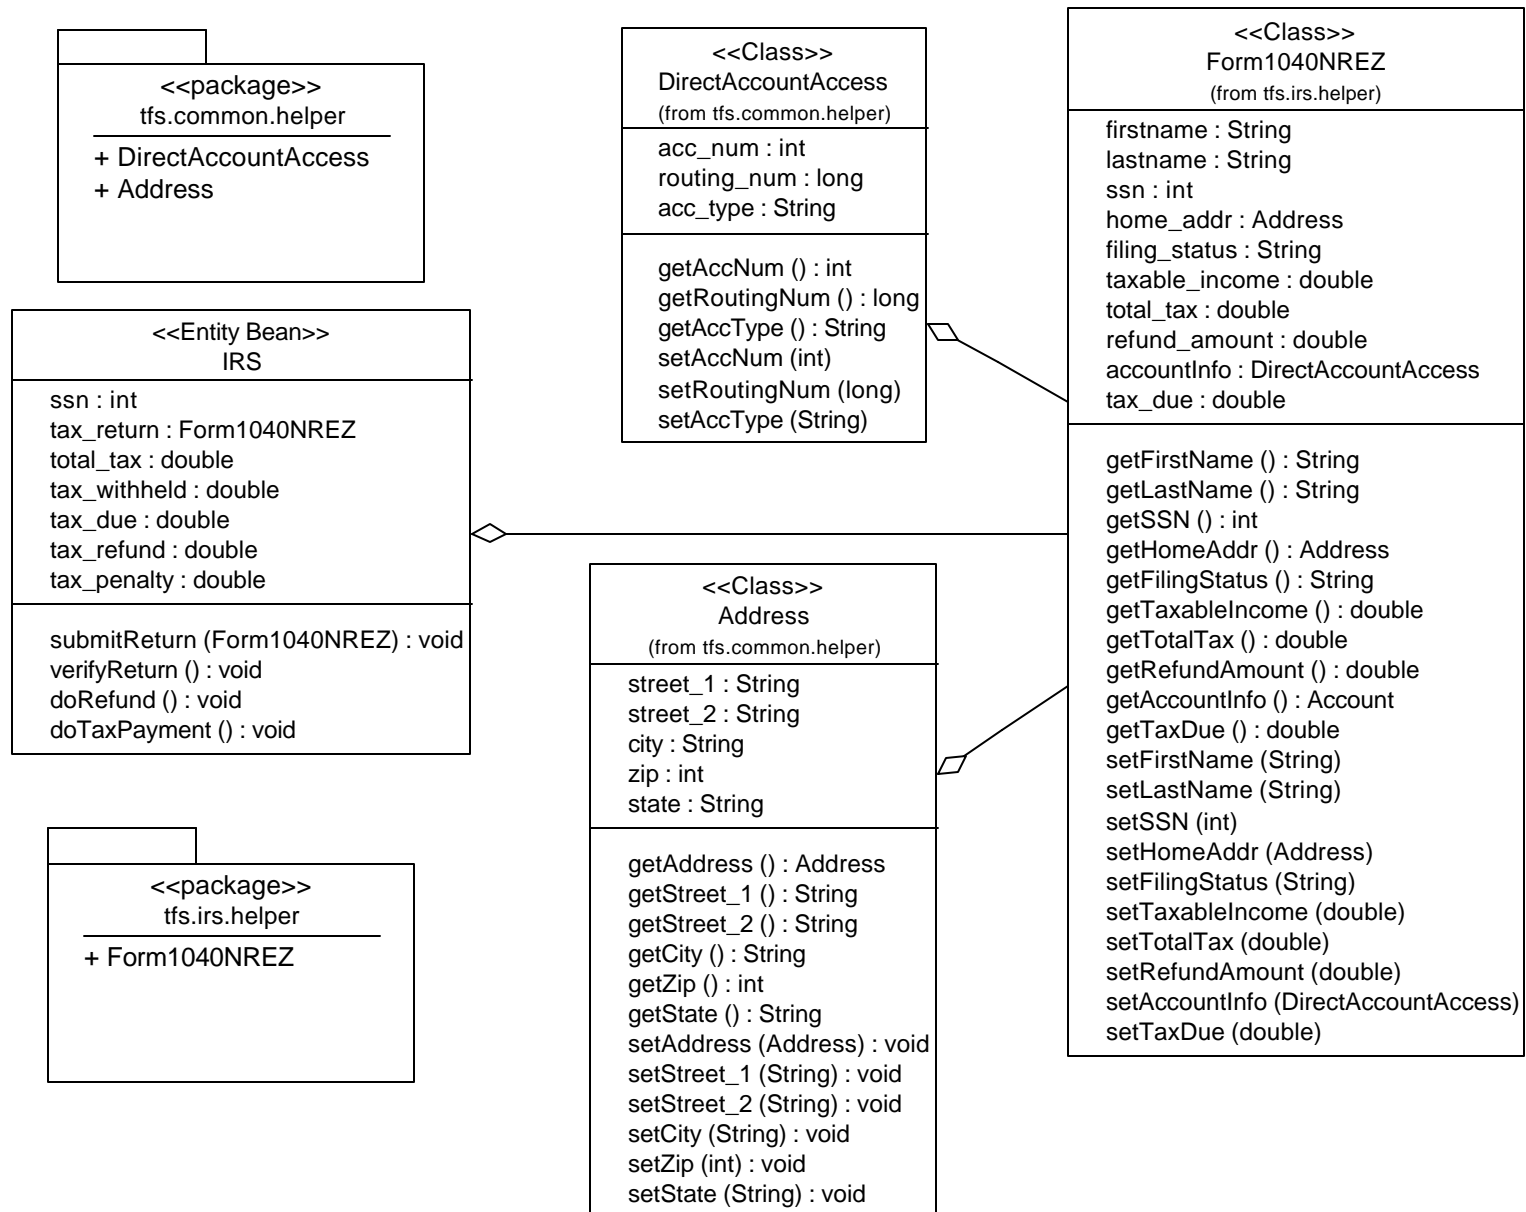 <<package>>
tfs.common.helper
+ DirectAccountAccess
+ Address
<<Entity Bean>>
IRS
ssn : int
tax_return : Form1040NREZ
total_tax : double
tax_withheld : double
tax_due : double
tax_refund : double
tax_penalty : double
submitReturn (Form1040NREZ) : void
verifyReturn () : void
doRefund () : void
doTaxPayment () : void
<<package>>
tfs.irs.helper
+ Form1040NREZ
<<Class>>
DirectAccountAccess
(from tfs.common.helper)
acc_num : int
routing_num : long
acc_type : String
getAccNum () : int
getRoutingNum () : long
getAccType () : String
setAccNum (int)
setRoutingNum (long)
setAccType (String)
<<Class>>
Address
(from tfs.common.helper)
street_1 : String
street_2 : String
city : String
zip : int
state : String
getAddress () : Address
getStreet_1 () : String
getStreet_2 () : String
getCity () : String
getZip () : int
getState () : String
setAddress (Address) : void
setStreet_1 (String) : void
setStreet_2 (String) : void
setCity (String) : void
setZip (int) : void
setState (String) : void
<<Class>>
Form1040NREZ
(from tfs.irs.helper)
firstname : String
lastname : String
ssn : int
home_addr : Address
filing_status : String
taxable_income : double
total_tax : double
refund_amount : double
accountInfo : DirectAccountAccess
tax_due : double
getFirstName () : String
getLastName () : String
getSSN () : int
getHomeAddr () : Address
getFilingStatus () : String
getTaxableIncome () : double
getTotalTax () : double
getRefundAmount () : double
getAccountInfo () : Account
getTaxDue () : double
setFirstName (String)
setLastName (String)
setSSN (int)
setHomeAddr (Address)
setFilingStatus (String)
setTaxableIncome (double)
setTotalTax (double)
setRefundAmount (double)
setAccountInfo (DirectAccountAccess)
setTaxDue (double)